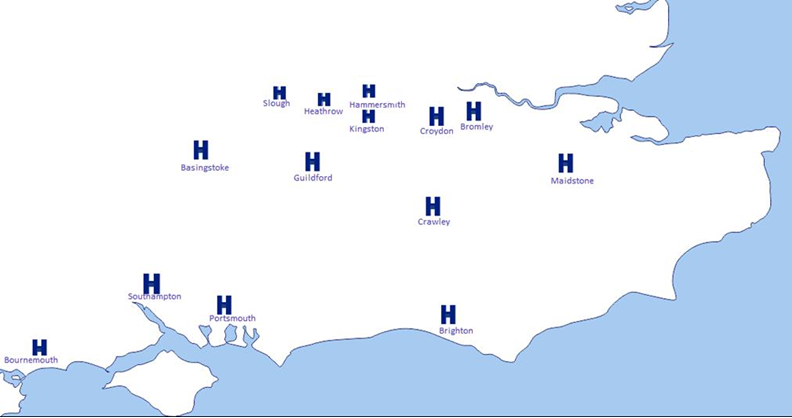 H
Slough
H
Heathrow
H
Hammersmith
H
Kingston
H
Croydon
H
Bromley
H
Basingstoke
H
Guildford
H
Maidstone
H
Crawley
H
Southampton
H
Portsmouth
H
Brighton
H
Bournemouth